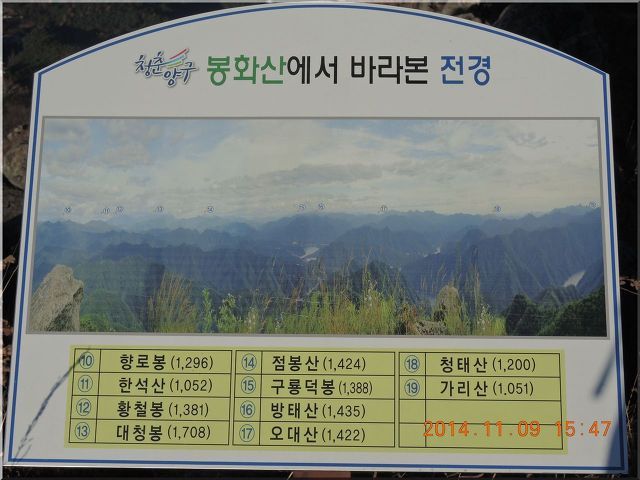 청춘양구 봉화산에서 바라본 전경
⑩ 향로봉 (1,296) ⑭ 점봉산 (1,424) ⑱ 청태산 (1,200)
⑪ 한석산 (1,052) ⑮ 구룡덕봉 (1,388) ⑲ 가리산 (1,051)
⑫ 황철봉 (1,381) ⑯ 방태산 (1,435)
⑬ 대청봉 (1,708) ⑰ 오대산 (1,422)
2014.11.09 15:47